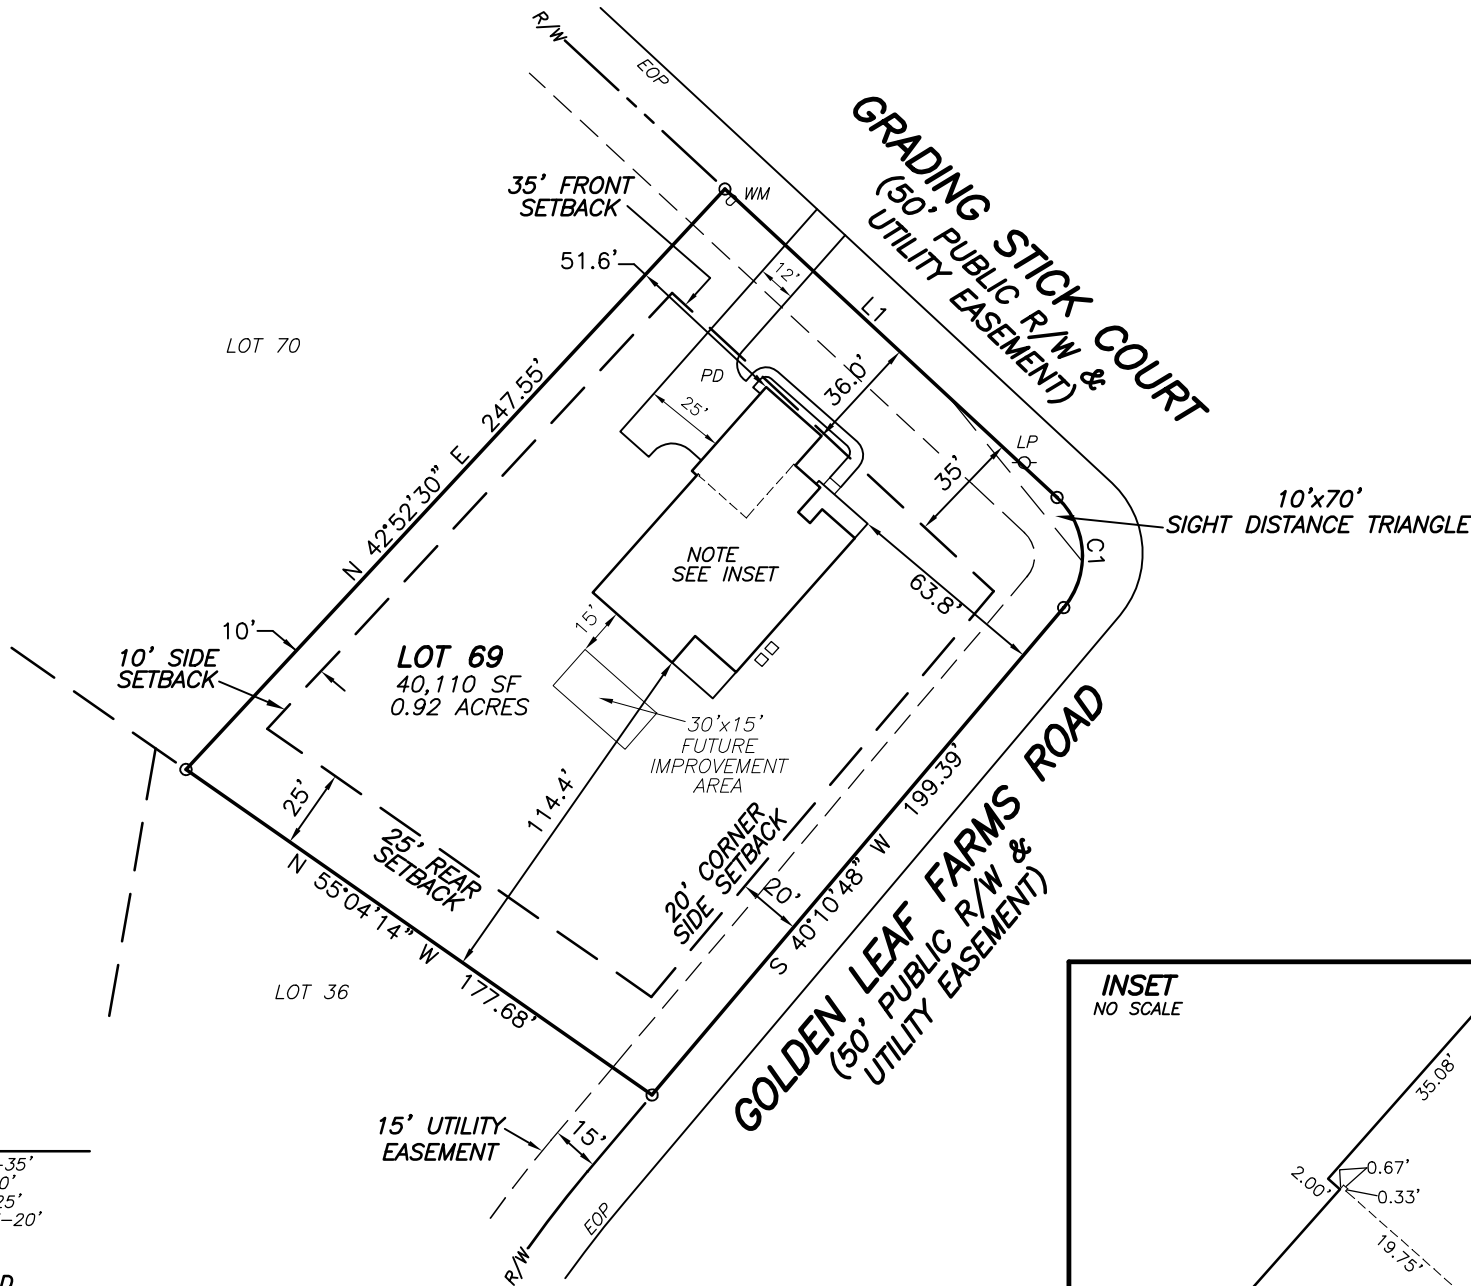 R/W
EOP
GRADING STICK COURT
(50' PUBLIC R/W &
UTILITY EASEMENT)
35' FRONT
SETBACK
WM
51.6'
12'
L1
LOT 70
PD
25'
36.0'
35'
LP
10'x70'
SIGHT DISTANCE TRIANGLE
C1
N 42°52'30" E 247.55'
NOTE
SEE INSET
63.8'
15'
10'
10' SIDE
SETBACK
LOT 69
40,110 SF
0.92 ACRES
30'x15'
FUTURE
IMPROVEMENT
AREA
114.4'
25'
25' REAR
SETBACK
20' CORNER
SIDE SETBACK
20'
S 40°10'48" W 199.39'
GOLDEN LEAF FARMS ROAD
(50' PUBLIC R/W &
UTILITY EASEMENT)
N 55°04'14" W 177.68'
LOT 36
15' UTILITY
EASEMENT
15'
EOP
R/W
INSET
NO SCALE
35.08'
0.67'
2.00'
0.33'
19.75'
-35'
0'
25'
-20'